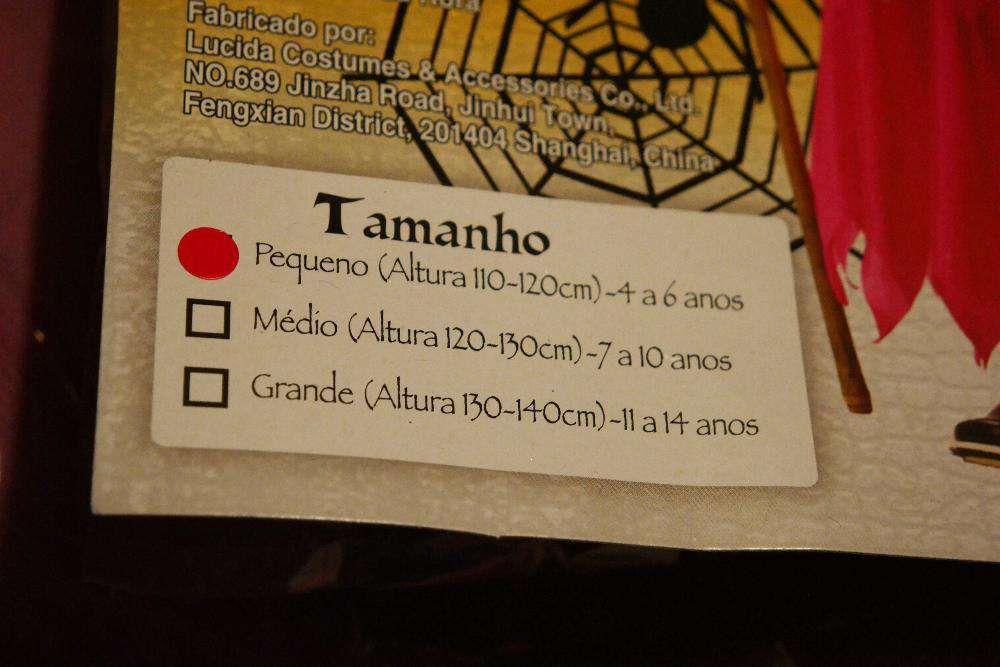 Fabricado por:
Lucida Costumes & Accessories Co., Ltd.
NO.689 Jinzha Road, Jinhui Town,
Fengxian District, 201404 Shanghai, China
Tamanho
Pequeno (Altura 110-120cm)-4 a 6 anos
Médio (Altura 120-130cm)-7 a 10 anos
Grande (Altura 130-140cm)-11 a 14 anos